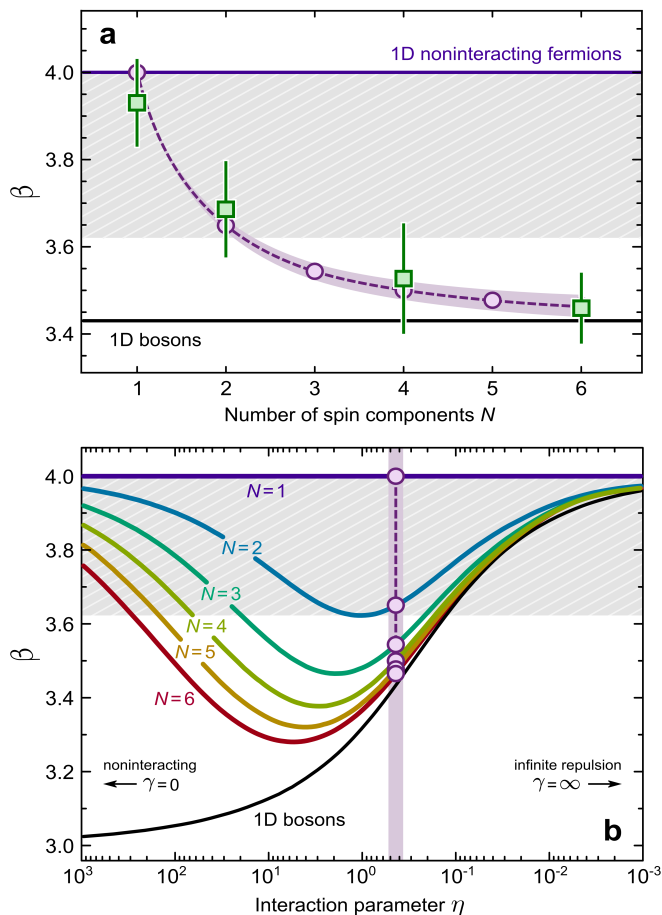 a
1D noninteracting fermions
4.0
3.8
3.6
3.4
β
1D bosons
1 2 3 4 5 6
Number of spin components N
4.0
3.8
3.6
3.4
3.2
3.0
β
N=1
N=2
N=3
N=4
N=5
N=6
noninteracting
γ=0
infinite repulsion
γ=∞
1D bosons
b
10³ 10² 10¹ 10⁰ 10⁻¹ 10⁻² 10⁻³
Interaction parameter η